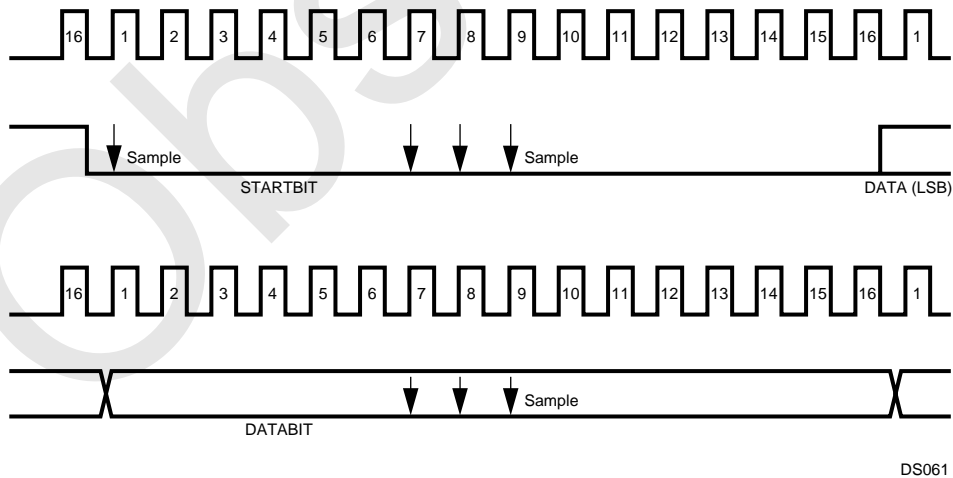 16 1 2 3 4 5 6 7 8 9 10 11 12 13 14 15 16 1
Sample Sample
STARTBIT DATA (LSB)
16 1 2 3 4 5 6 7 8 9 10 11 12 13 14 15 16 1
Sample
DATABIT
DS061
Obs